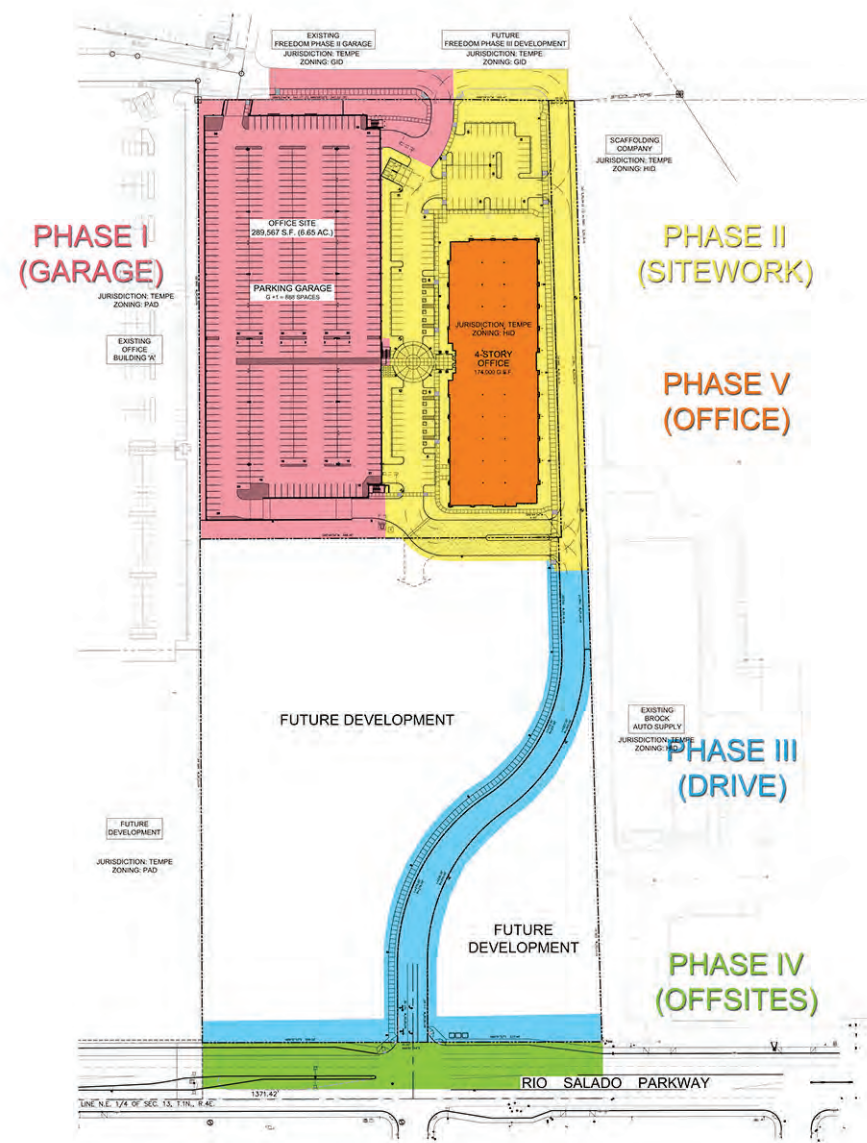 EXISTING
FREEDOM PHASE II GARAGE
JURISDICTION: TEMPE
ZONING: GID
FUTURE
FREEDOM PHASE III DEVELOPMENT
JURISDICTION: TEMPE
ZONING: GID
SCAFFOLDING
COMPANY
JURISDICTION: TEMPE
ZONING: HID
PHASE I
(GARAGE)
JURISDICTION: TEMPE
ZONING: PAD
EXISTING
OFFICE
BUILDING 'A'
OFFICE SITE
289,567 S.F. (6.65 AC.)
PARKING GARAGE
PHASE II
(SITEWORK)
JURISDICTION: TEMPE
ZONING: HID
4-STORY
OFFICE
174,000 G.S.F.
PHASE V
(OFFICE)
FUTURE DEVELOPMENT
EXISTING
BROCK
AUTO SUPPLY
JURISDICTION: TEMPE
ZONING: HID
PHASE III
(DRIVE)
FUTURE
DEVELOPMENT
JURISDICTION: TEMPE
ZONING: PAD
FUTURE
DEVELOPMENT
PHASE IV
(OFFSITES)
RIO SALADO PARKWAY
1371.42'
LINE N.E. 1/4 OF SEC. 13, T.1N., R.4E.